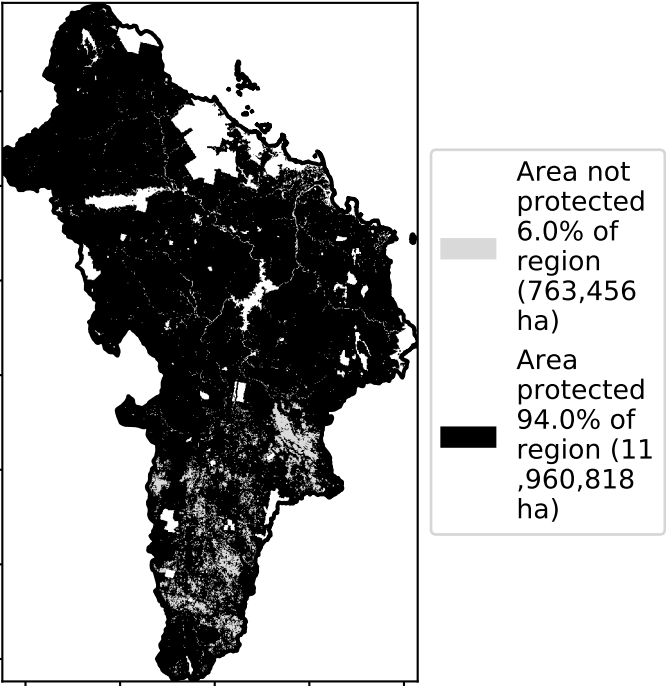 Area not
protected
6.0% of
region
(763,456
ha)
Area
protected
94.0% of
region (11
,960,818
ha)